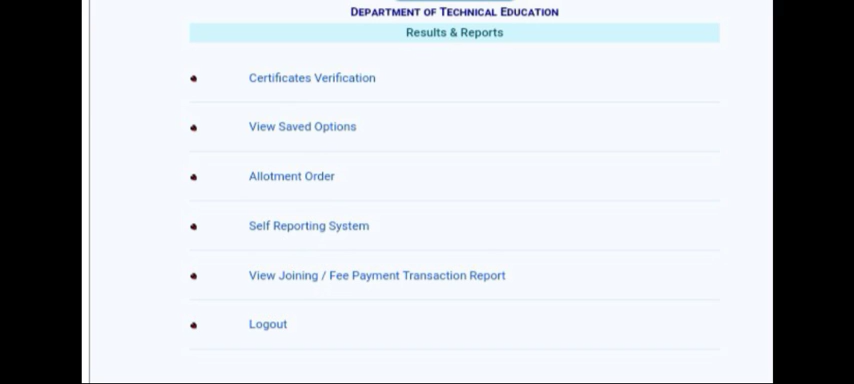 DEPARTMENT OF TECHNICAL EDUCATION
Results & Reports
Certificates Verification
View Saved Options
Allotment Order
Self Reporting System
View Joining / Fee Payment Transaction Report
Logout